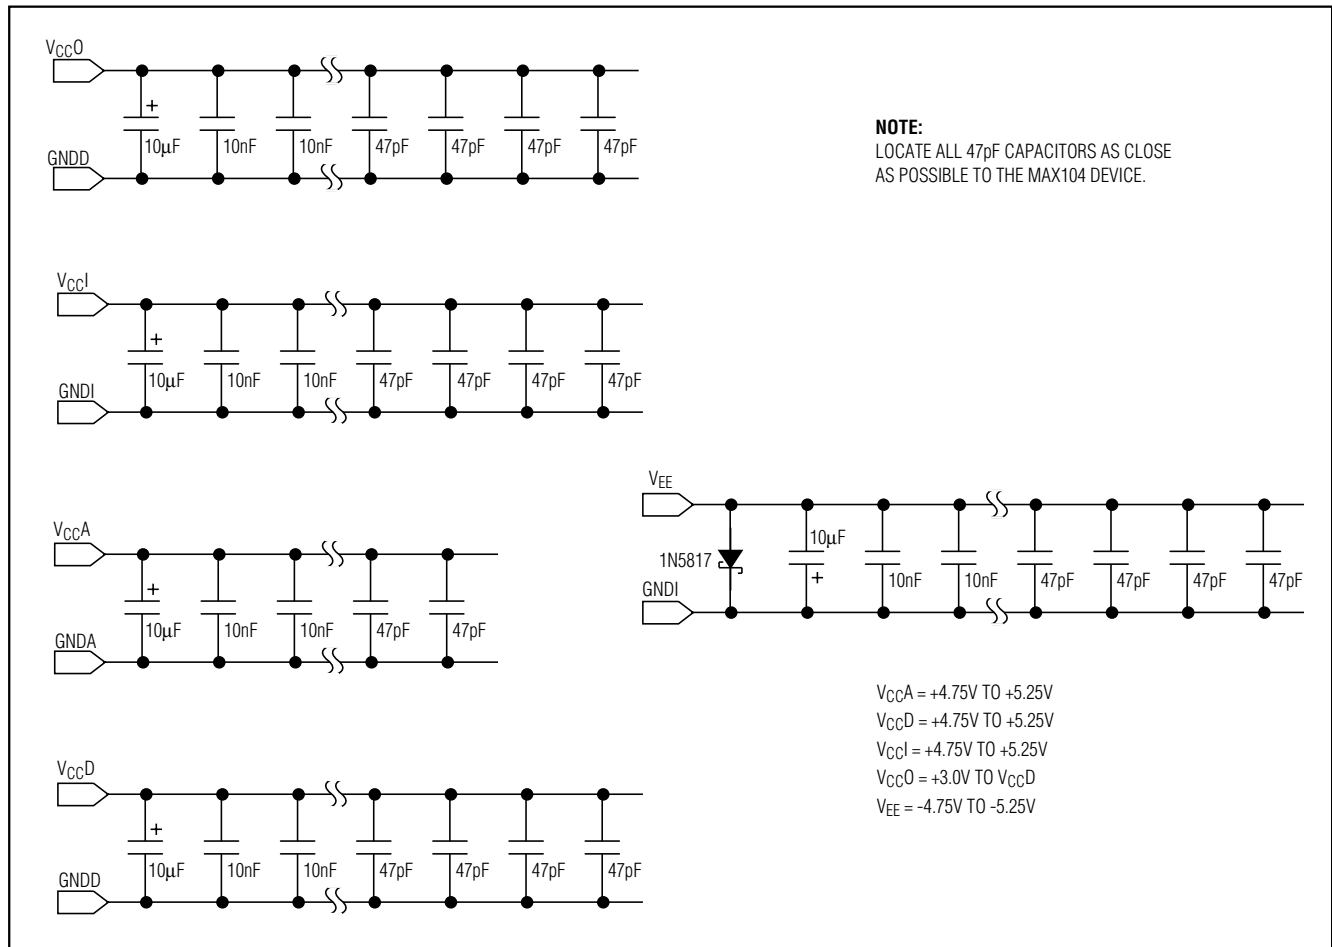 VCCO
+
10μF 10nF 10nF 47pF 47pF 47pF 47pF
GNDD
NOTE:
LOCATE ALL 47pF CAPACITORS AS CLOSE
AS POSSIBLE TO THE MAX104 DEVICE.
VCCI
+
10μF 10nF 10nF 47pF 47pF 47pF 47pF
GNDI
VCCA
+
10μF 10nF 10nF 47pF 47pF
GNDA
VCCD
+
10μF 10nF 10nF 47pF 47pF 47pF 47pF
GNDD
VEE
10μF
1N5817
+
10nF 10nF 47pF 47pF 47pF 47pF
GNDI
VCCA = +4.75V TO +5.25V
VCCD = +4.75V TO +5.25V
VCCI = +4.75V TO +5.25V
VCCO = +3.0V TO VCCD
VEE = -4.75V TO -5.25V